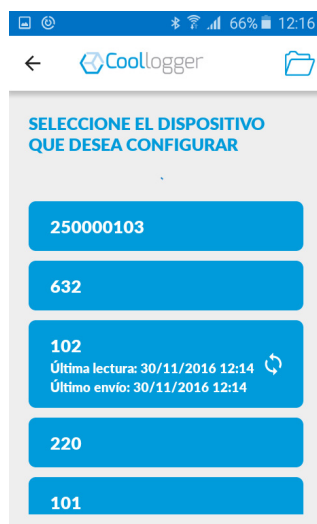 66% 12:16
Coollogger
SELECCIONE EL DISPOSITIVO
QUE DESEA CONFIGURAR
250000103
632
102
Última lectura: 30/11/2016 12:14
Último envío: 30/11/2016 12:14
220
101